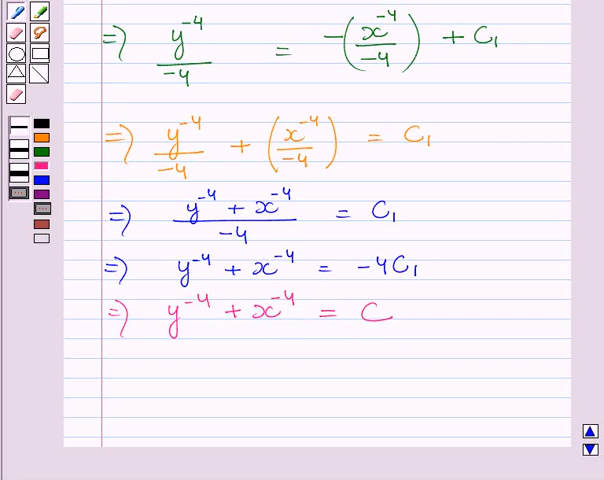 ⇒ y⁻⁴/-4 = -(x⁻⁴/-4) + C₁
⇒ y⁻⁴/-4 + (x⁻⁴/-4) = C₁
⇒ y⁻⁴ + x⁻⁴/-4 = C₁
⇒ y⁻⁴ + x⁻⁴ = -4C₁
⇒ y⁻⁴ + x⁻⁴ = C